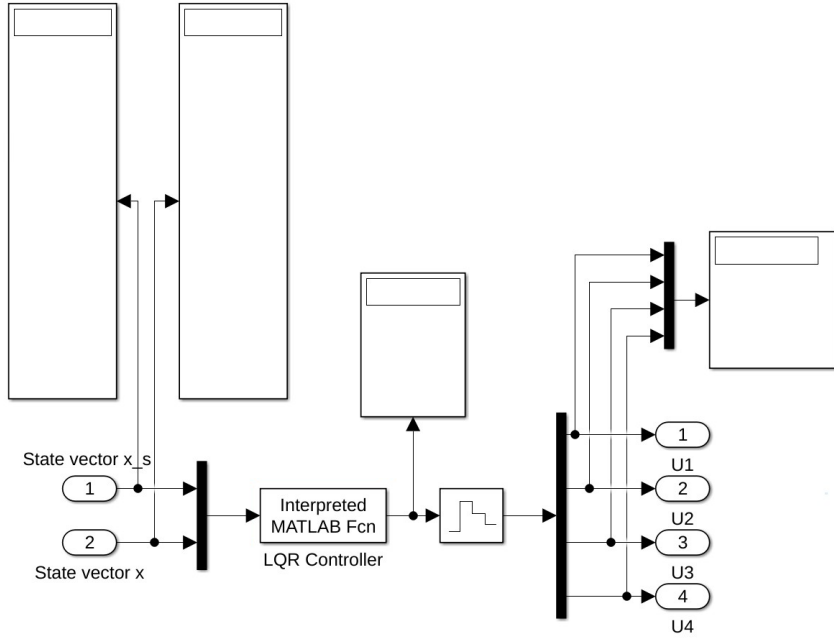 State vector x_s
1
2
State vector x
Interpreted
MATLAB Fcn
LQR Controller
1
U1
2
U2
3
U3
4
U4